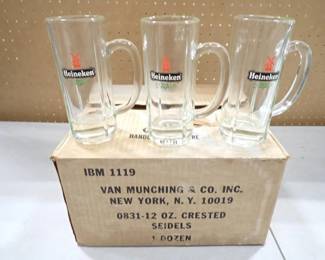 Heineken
Heineken
Heineken
IBM 1119
VAN MUNCHING & CO. INC.
NEW YORK, N.Y. 10019
0831-12 OZ. CRESTED
SEIDELS
1 DOZEN